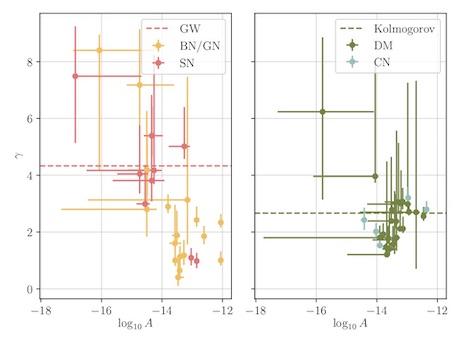 GW
BN/GN
SN
Kolmogorov
DM
CN
8
6
4
2
0
γ
−18
−16
−14
−12
−18
−16
−14
−12
log₁₀ A
log₁₀ A